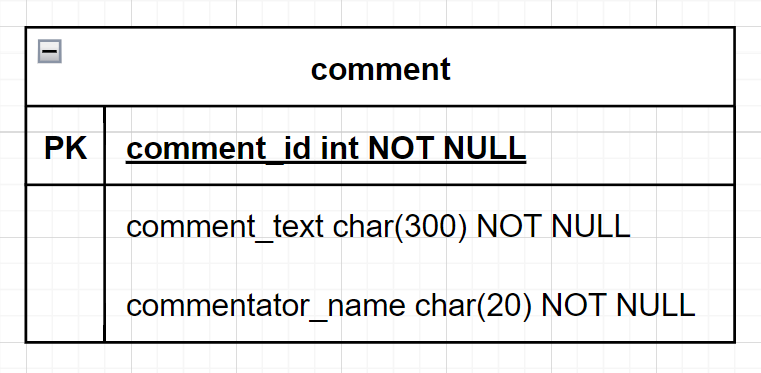 comment
PK comment_id int NOT NULL
comment_text char(300) NOT NULL
commentator_name char(20) NOT NULL